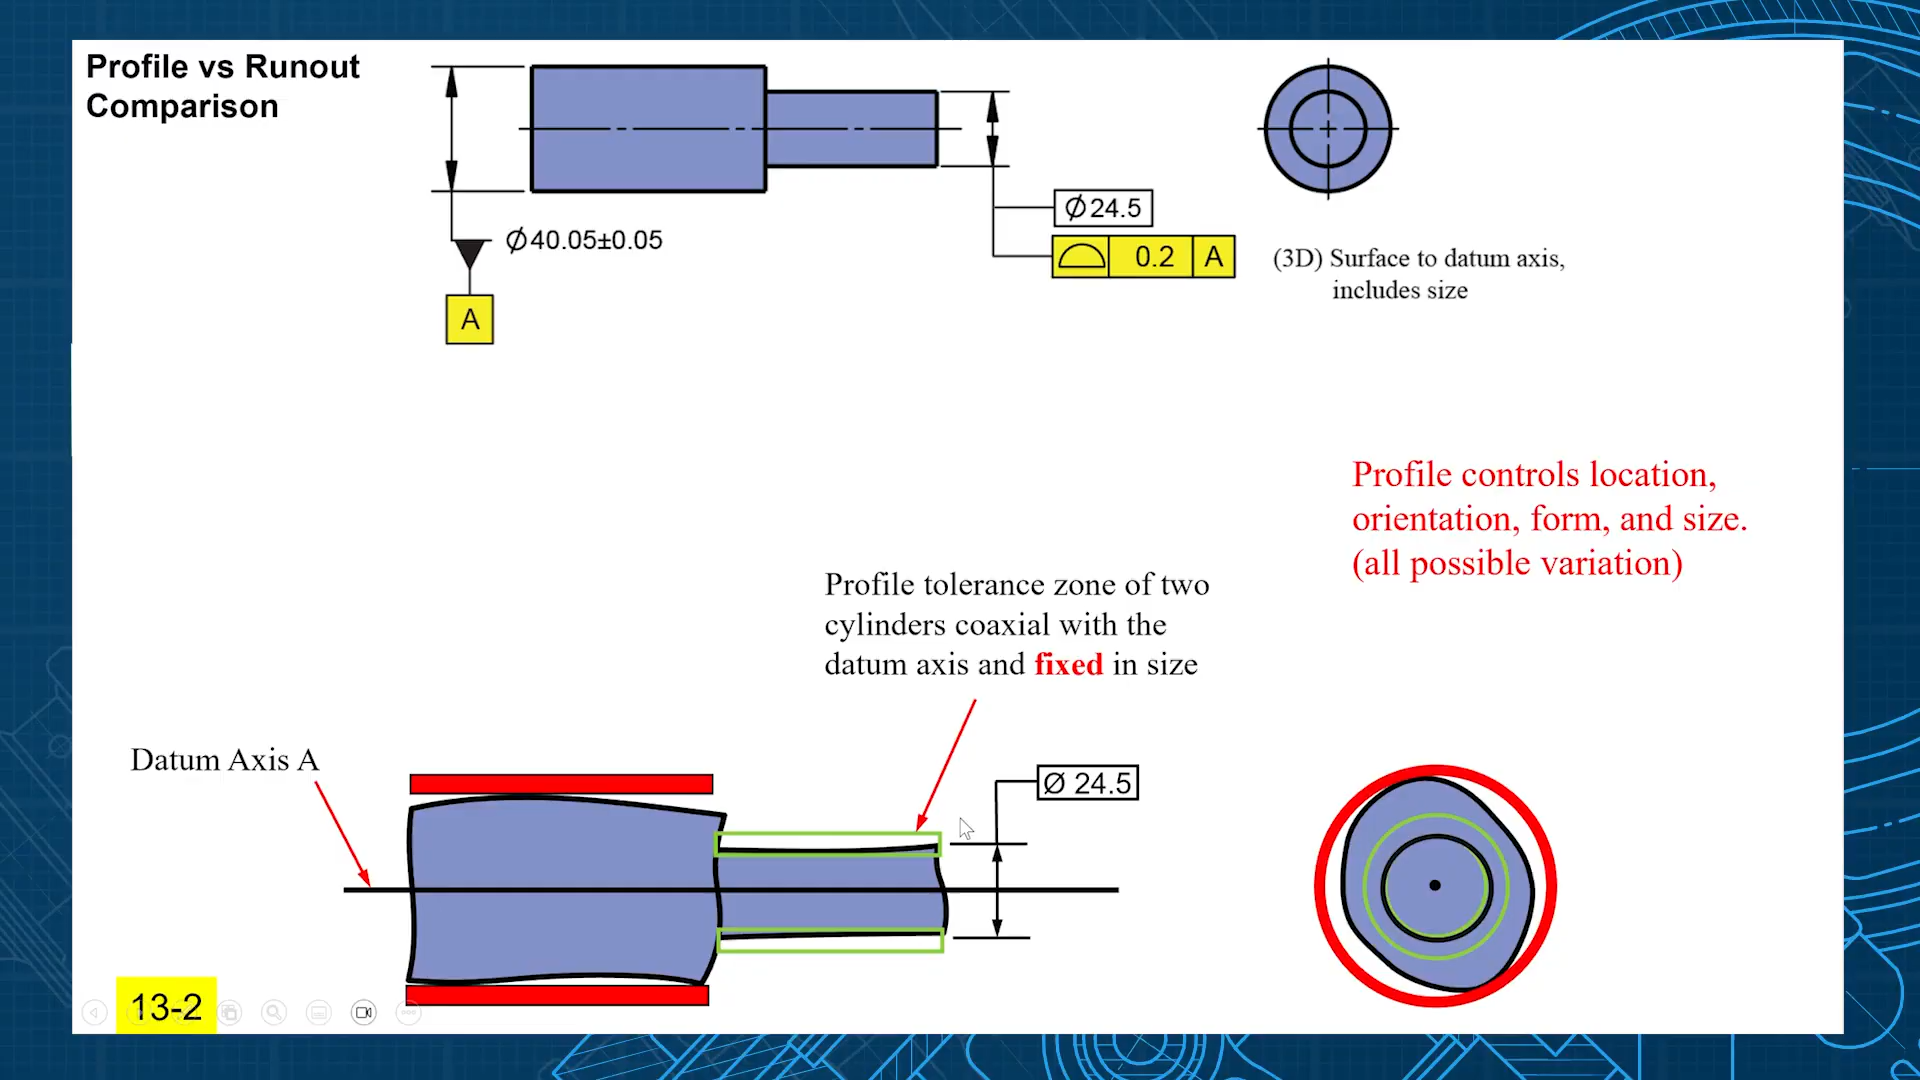 Profile vs Runout
Comparison
Ø40.05±0.05
A
Ø24.5
0.2 A
(3D) Surface to datum axis,
includes size
Profile controls location,
orientation, form, and size.
(all possible variation)
Profile tolerance zone of two
cylinders coaxial with the
datum axis and fixed in size
Datum Axis A
Ø 24.5
13-2